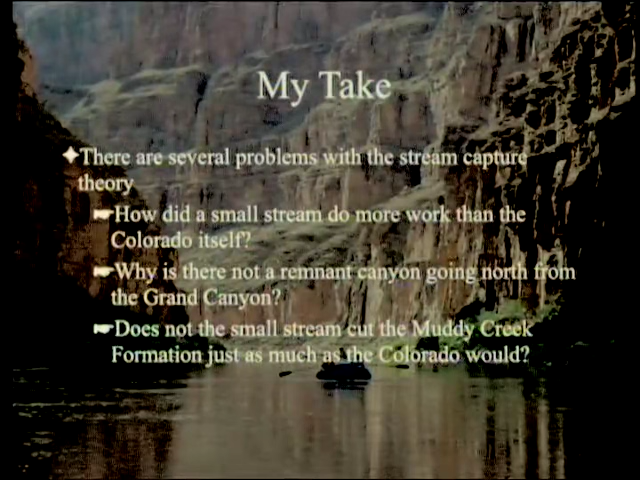 My Take
There are several problems with the stream capture
theory
How did a small stream do more work than the
Colorado itself?
Why is there not a remnant canyon going north from
the Grand Canyon?
Does not the small stream cut the Muddy Creek
Formation just as much as the Colorado would?